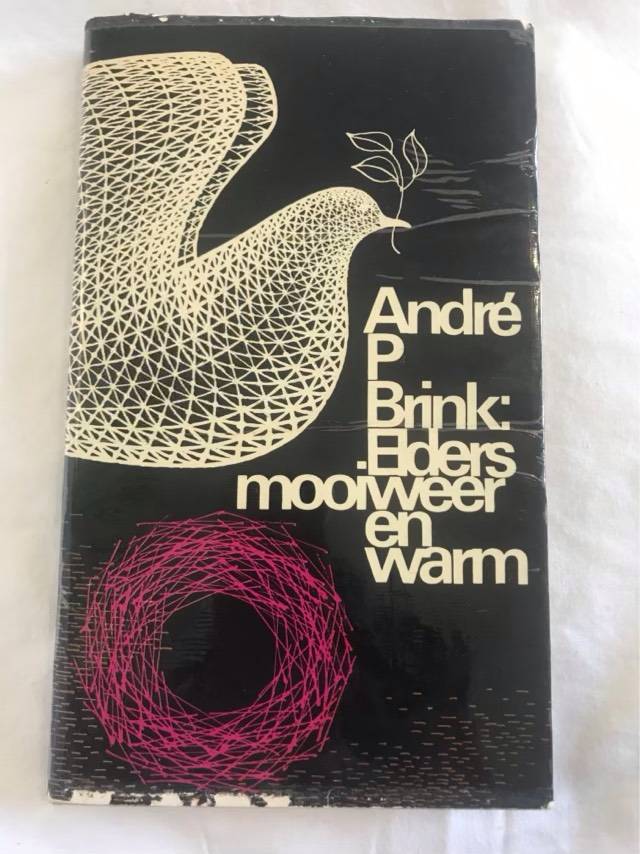 André
P
Brink:
Elders
mooiweer
en
warm